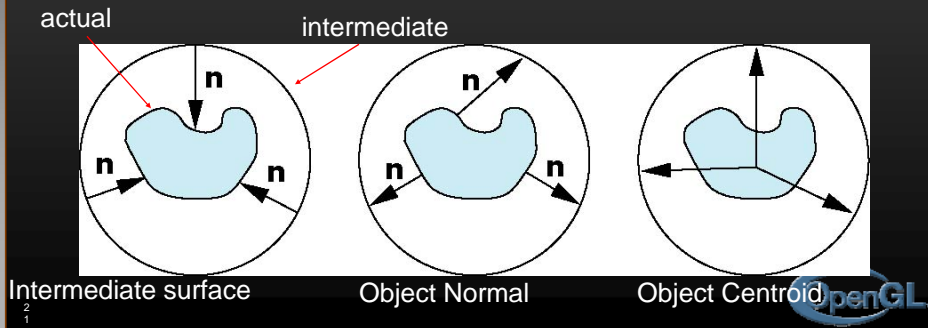 actual
intermediate
n
n
n
n
n
n
Intermediate surface
Object Normal
Object Centroid
OpenGL
2
1